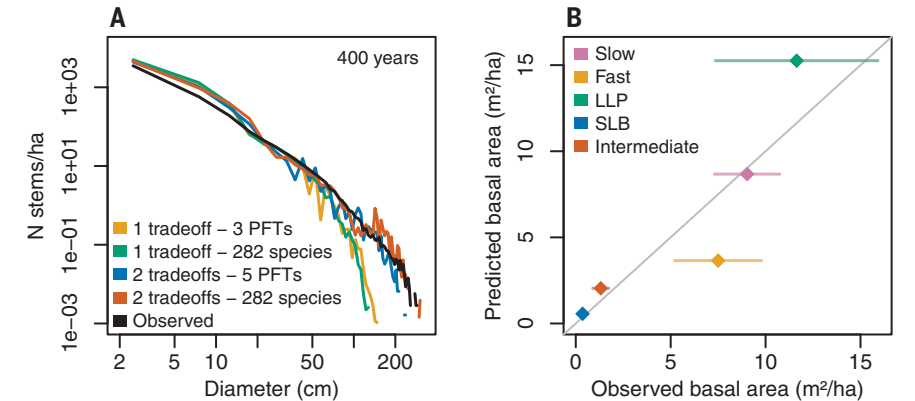 A
400 years
N stems/ha
1e+03
1e+01
1e−01
1e−03
1 tradeoff – 3 PFTs
1 tradeoff – 282 species
2 tradeoffs – 5 PFTs
2 tradeoffs – 282 species
Observed
2 5 10 50 200
Diameter (cm)
B
Predicted basal area (m²/ha)
15
10
5
0
Slow
Fast
LLP
SLB
Intermediate
0 5 10 15
Observed basal area (m²/ha)